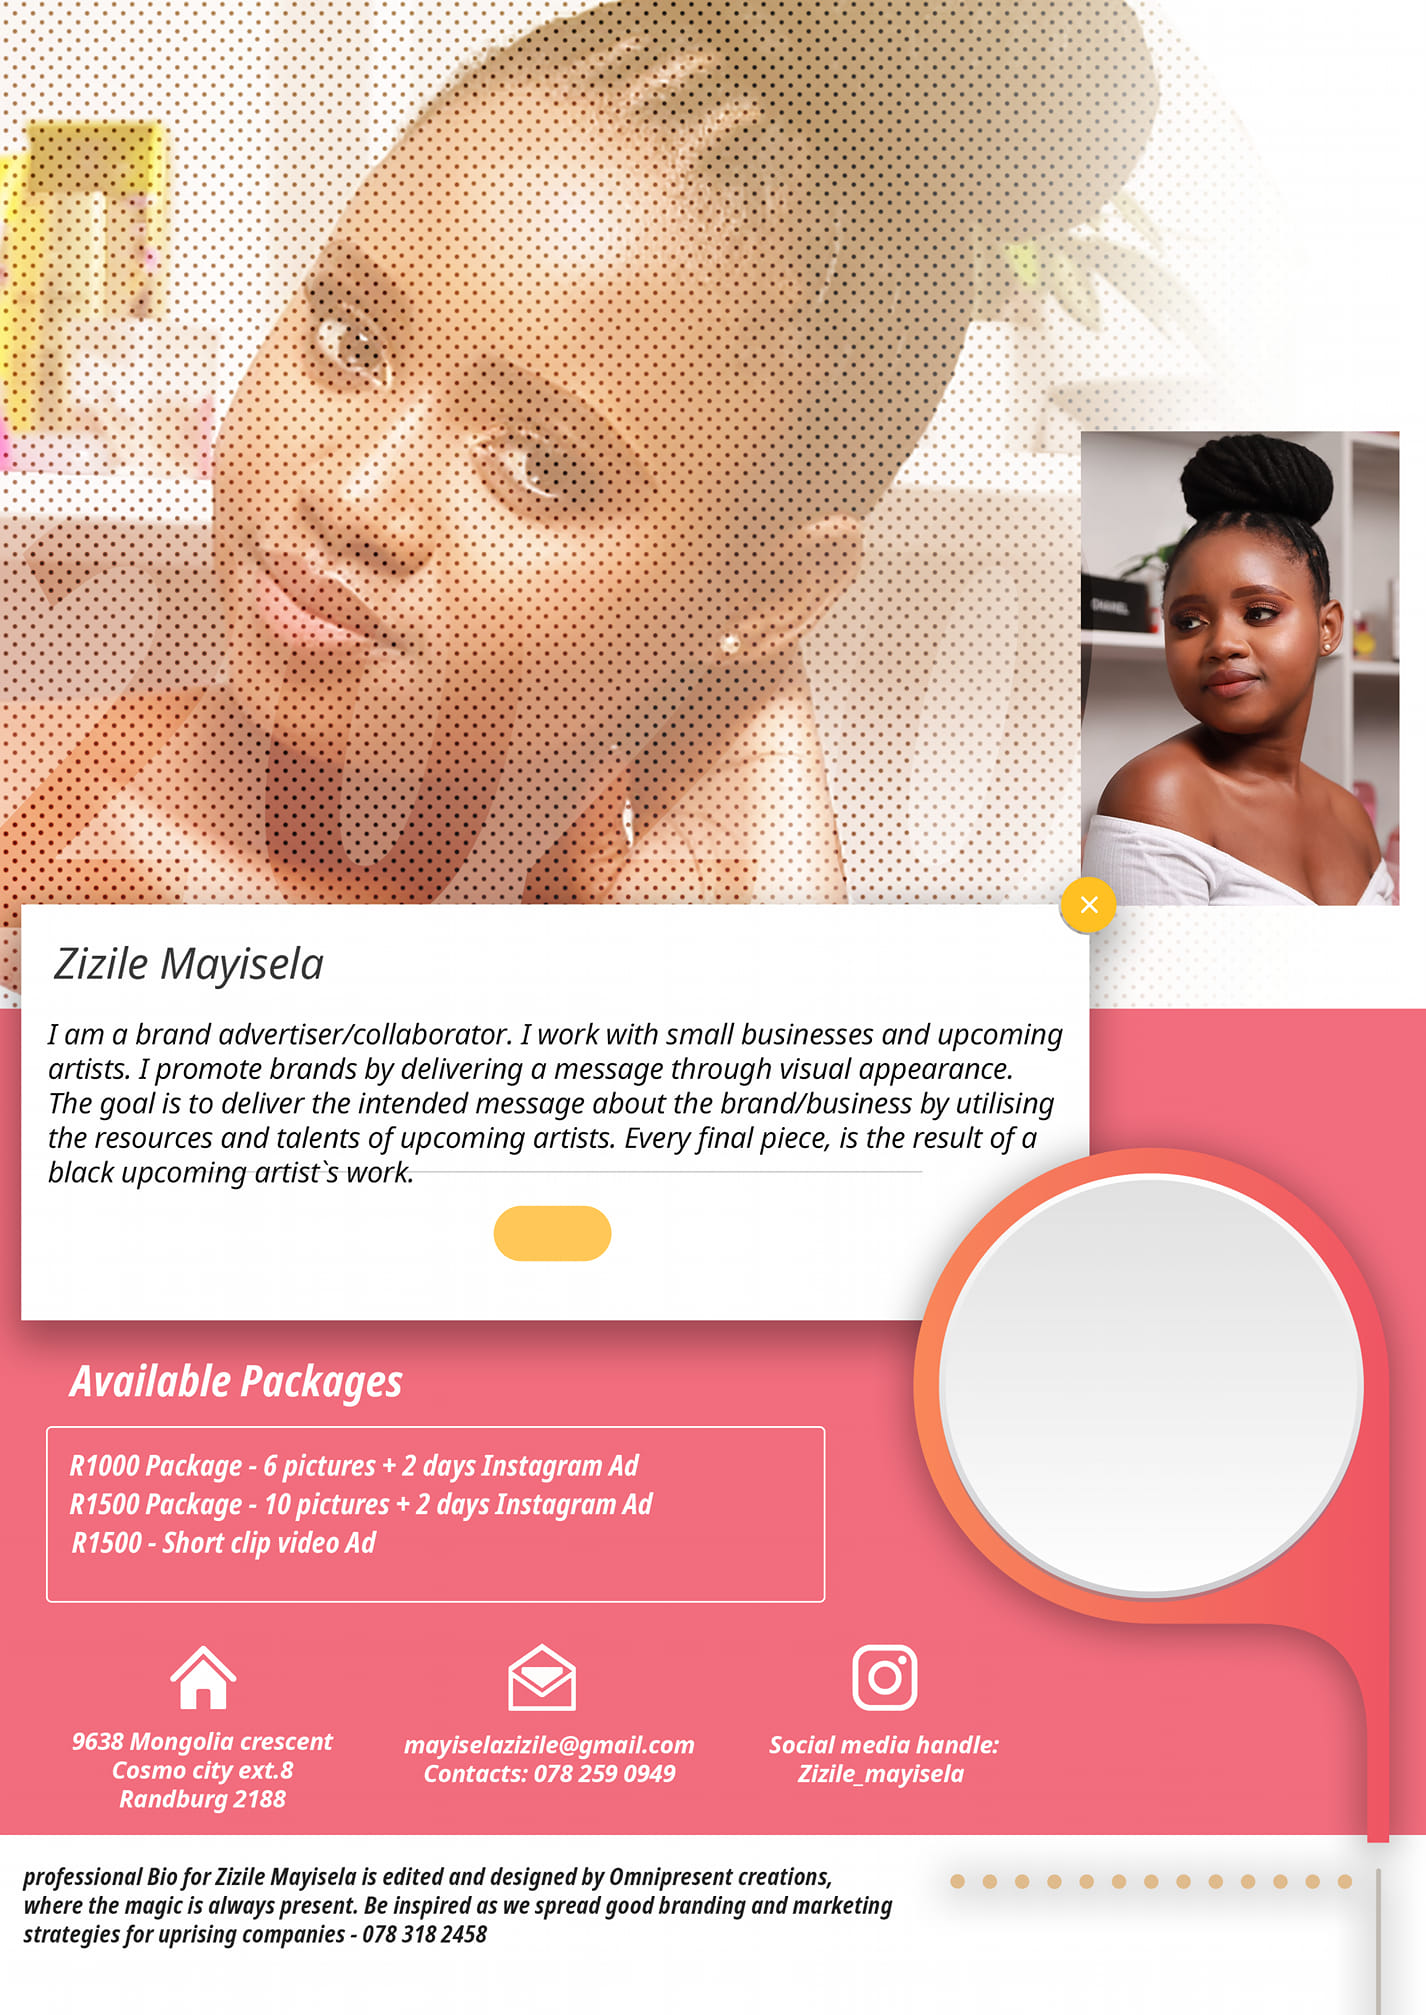 CHANEL
Zizile Mayisela
I am a brand advertiser/collaborator. I work with small businesses and upcoming
artists. I promote brands by delivering a message through visual appearance.
The goal is to deliver the intended message about the brand/business by utilising
the resources and talents of upcoming artists. Every final piece, is the result of a
black upcoming artist`s work.
Available Packages
R1000 Package - 6 pictures + 2 days Instagram Ad
R1500 Package - 10 pictures + 2 days Instagram Ad
R1500 - Short clip video Ad
9638 Mongolia crescent
Cosmo city ext.8
Randburg 2188
mayiselazizile@gmail.com
Contacts: 078 259 0949
Social media handle:
Zizile_mayisela
professional Bio for Zizile Mayisela is edited and designed by Omnipresent creations,
where the magic is always present. Be inspired as we spread good branding and marketing
strategies for uprising companies - 078 318 2458